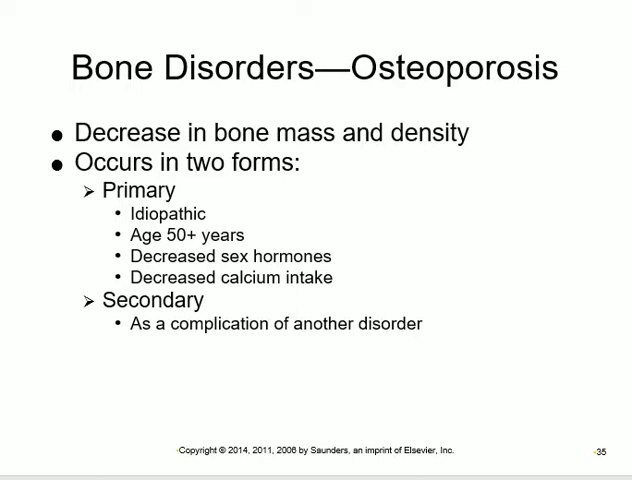 Bone Disorders—Osteoporosis
● Decrease in bone mass and density
● Occurs in two forms:
➢ Primary
• Idiopathic
• Age 50+ years
• Decreased sex hormones
• Decreased calcium intake
➢ Secondary
• As a complication of another disorder
Copyright © 2014, 2011, 2006 by Saunders, an imprint of Elsevier, Inc.
35